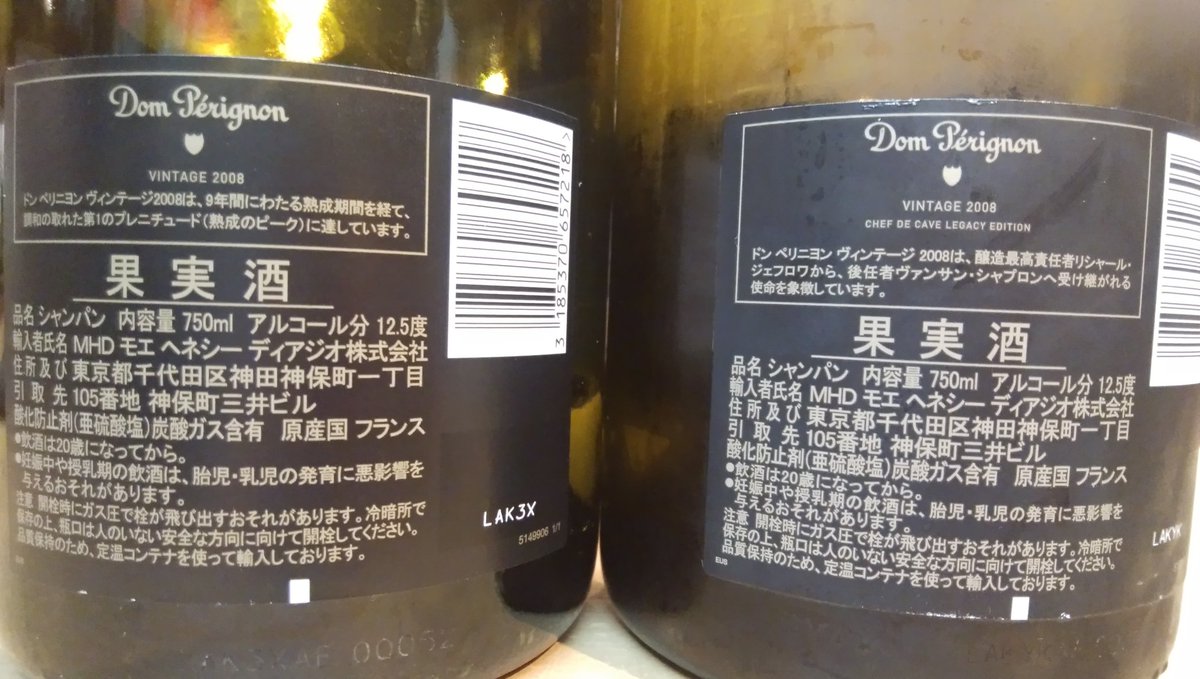 Dom Pérignon
VINTAGE 2008
ドン ペリニヨン ヴィンテージ2008は、9年間にわたる熟成期間を経て、
調和の取れた第1のプレニチュード(熟成のピーク)に達しています。
果実酒
品名 シャンパン 内容量 750ml アルコール分 12.5度
輸入者氏名 MHD モエ ヘネシー ディアジオ株式会社
住所及び 東京都千代田区神田神保町一丁目
引取先 105番地 神保町三井ビル
酸化防止剤(亜硫酸塩)炭酸ガス含有 原産国 フランス
●飲酒は20歳になってから。
●妊娠中や授乳期の飲酒は、胎児・乳児の発育に悪影響を
与えるおそれがあります。
注意 開栓時にガス圧で栓が飛び出すおそれがあります。冷暗所で
保存の上、瓶口は人のいない安全な方向に向けて開栓してください。
品質保持のため、定温コンテナを使って輸入しております。
3 185370 657218 >
LAK3X
5149906 1/1
Dom Pérignon
VINTAGE 2008
CHEF DE CAVE LEGACY EDITION
ドン ペリニヨン ヴィンテージ 2008は、醸造最高責任者リシャール・
ジェフロワから、後任者ヴァンサン・シャプロンへ受け継がれる
使命を象徴しています。
果実酒
品名 シャンパン 内容量 750ml アルコール分 12.5度
輸入者氏名 MHD モエ ヘネシー ディアジオ株式会社
住所及び 東京都千代田区神田神保町一丁目
引取先 105番地 神保町三井ビル
酸化防止剤(亜硫酸塩)炭酸ガス含有 原産国 フランス
●飲酒は20歳になってから。
●妊娠中や授乳期の飲酒は、胎児・乳児の発育に悪影響を
与えるおそれがあります。
注意 開栓時にガス圧で栓が飛び出すおそれがあります。冷暗所で
保存の上、瓶口は人のいない安全な方向に向けて開栓してください。
品質保持のため、定温コンテナを使って輸入しております。
EUB
LAKYK